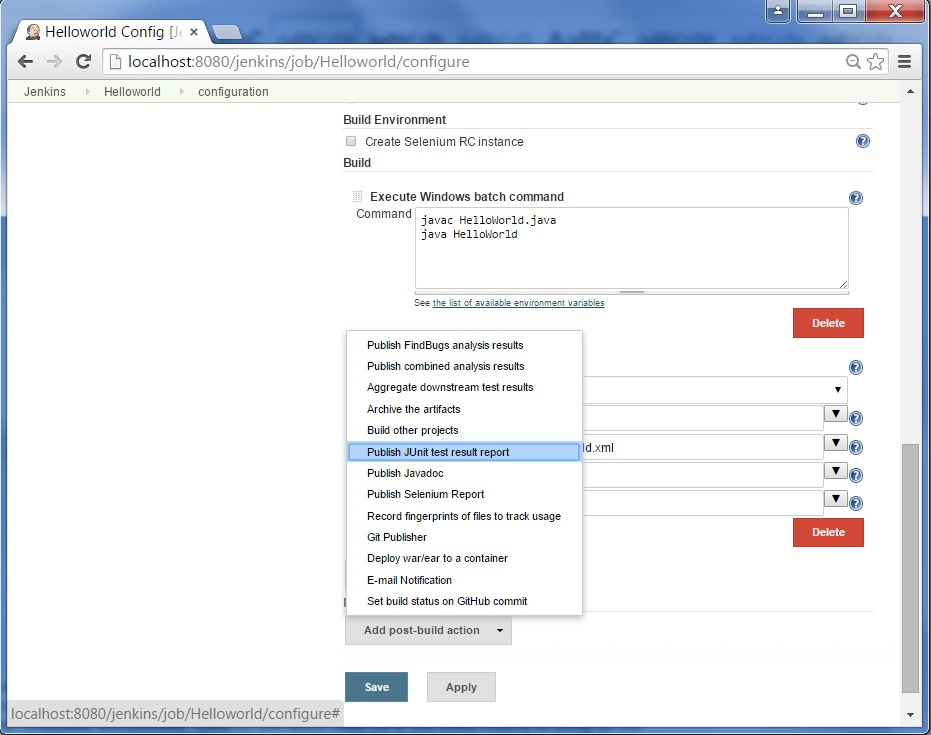 Helloworld Config [Je
localhost:8080/jenkins/job/Helloworld/configure
Jenkins Helloworld configuration
Build Environment
Create Selenium RC instance
Build
Execute Windows batch command
Command
javac HelloWorld.java
java HelloWorld
See the list of available environment variables
Delete
Publish FindBugs analysis results
Publish combined analysis results
Aggregate downstream test results
Archive the artifacts
Build other projects
Publish JUnit test result report
ld.xml
Publish Javadoc
Publish Selenium Report
Record fingerprints of files to track usage
Git Publisher
Delete
Deploy war/ear to a container
E-mail Notification
Set build status on GitHub commit
Add post-build action
Save Apply
localhost:8080/jenkins/job/Helloworld/configure#